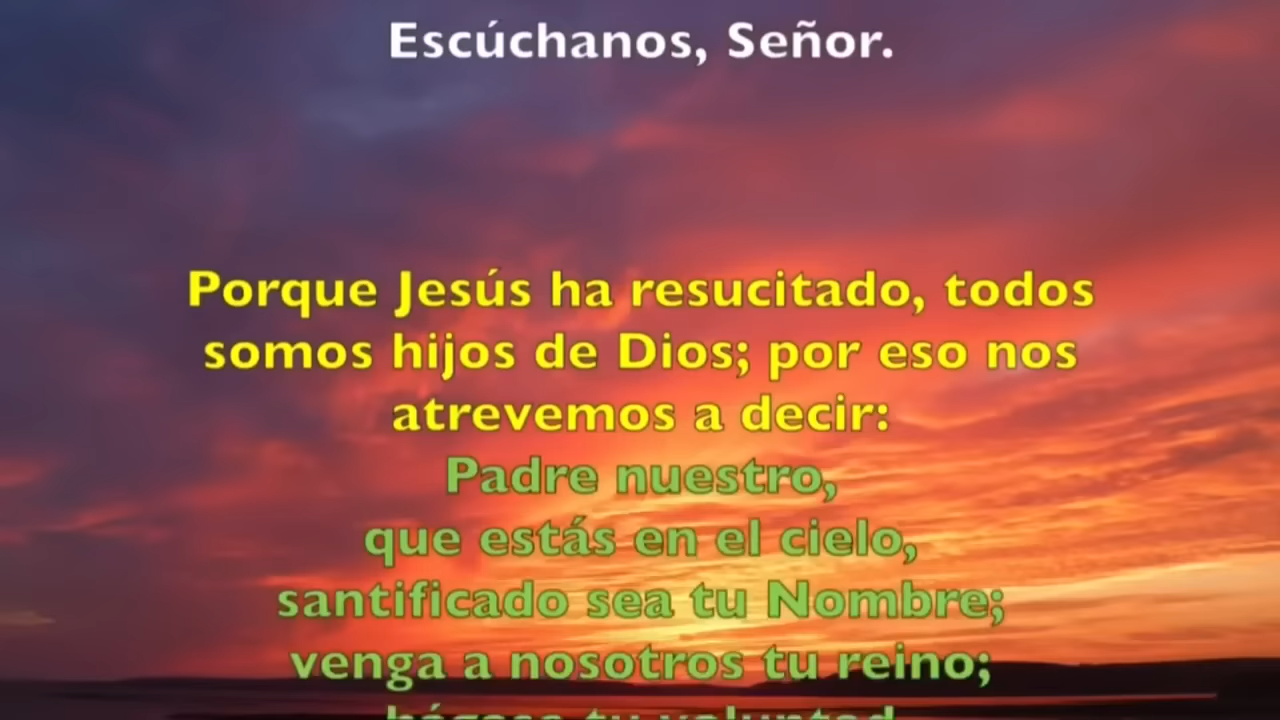 Escúchanos, Señor.
Porque Jesús ha resucitado, todos
somos hijos de Dios; por eso nos
atrevemos a decir:
Padre nuestro,
que estás en el cielo,
santificado sea tu Nombre;
venga a nosotros tu reino;
hágase tu voluntad